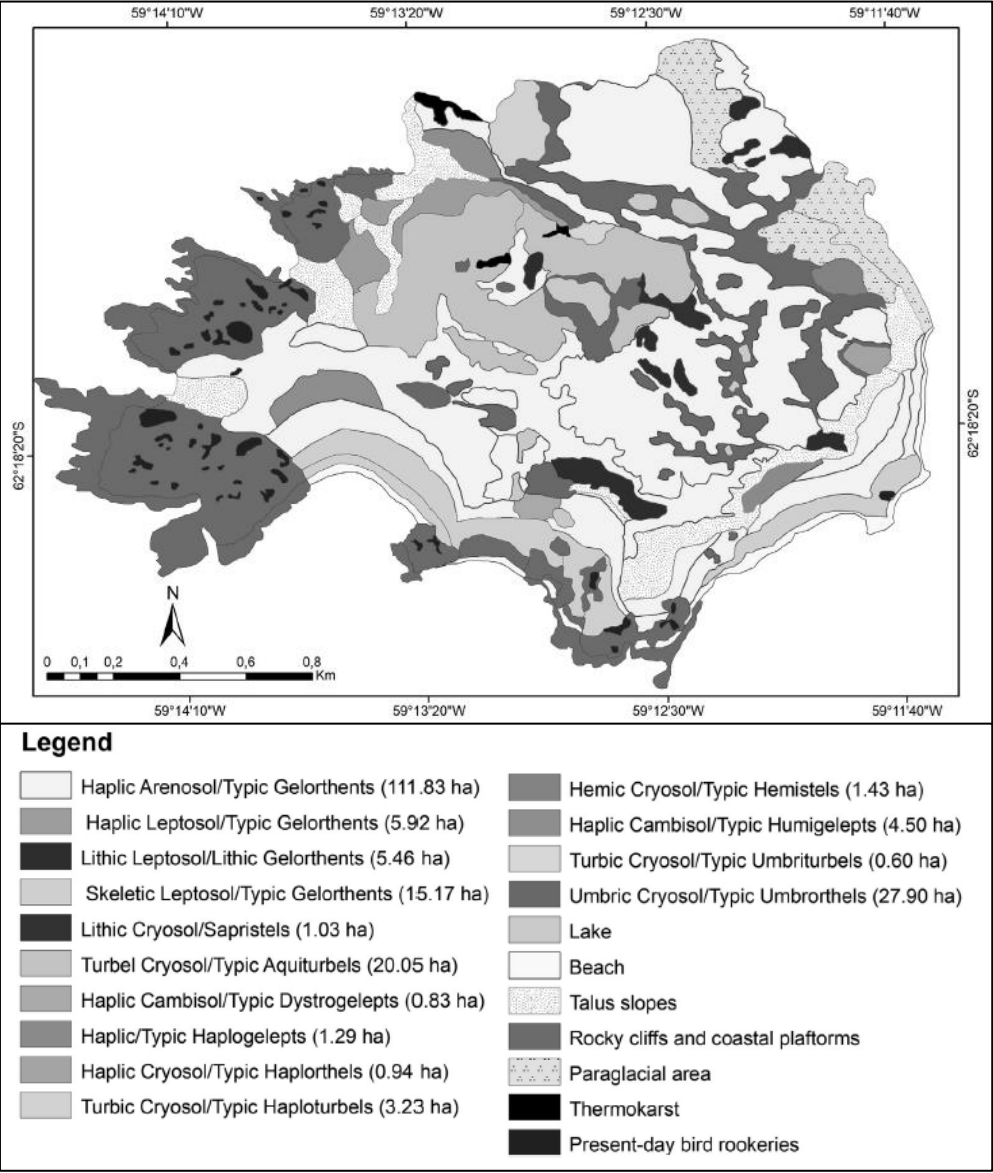 59°14'10"W 59°13'20"W 59°12'30"W 59°11'40"W
62°18'20"S
62°18'20"S
N
0 0,1 0,2 0,4 0,6 0,8
Km
59°14'10"W 59°13'20"W 59°12'30"W 59°11'40"W
Legend
Haplic Arenosol/Typic Gelorthents (111.83 ha)
Haplic Leptosol/Typic Gelorthents (5.92 ha)
Lithic Leptosol/Lithic Gelorthents (5.46 ha)
Skeletic Leptosol/Typic Gelorthents (15.17 ha)
Lithic Cryosol/Sapristels (1.03 ha)
Turbel Cryosol/Typic Aquiturbels (20.05 ha)
Haplic Cambisol/Typic Dystrogelepts (0.83 ha)
Haplic/Typic Haplogelepts (1.29 ha)
Haplic Cryosol/Typic Haplorthels (0.94 ha)
Turbic Cryosol/Typic Haploturbels (3.23 ha)
Hemic Cryosol/Typic Hemistels (1.43 ha)
Haplic Cambisol/Typic Humigelepts (4.50 ha)
Turbic Cryosol/Typic Umbriturbels (0.60 ha)
Umbric Cryosol/Typic Umbrorthels (27.90 ha)
Lake
Beach
Talus slopes
Rocky cliffs and coastal plaftorms
Paraglacial area
Thermokarst
Present-day bird rookeries